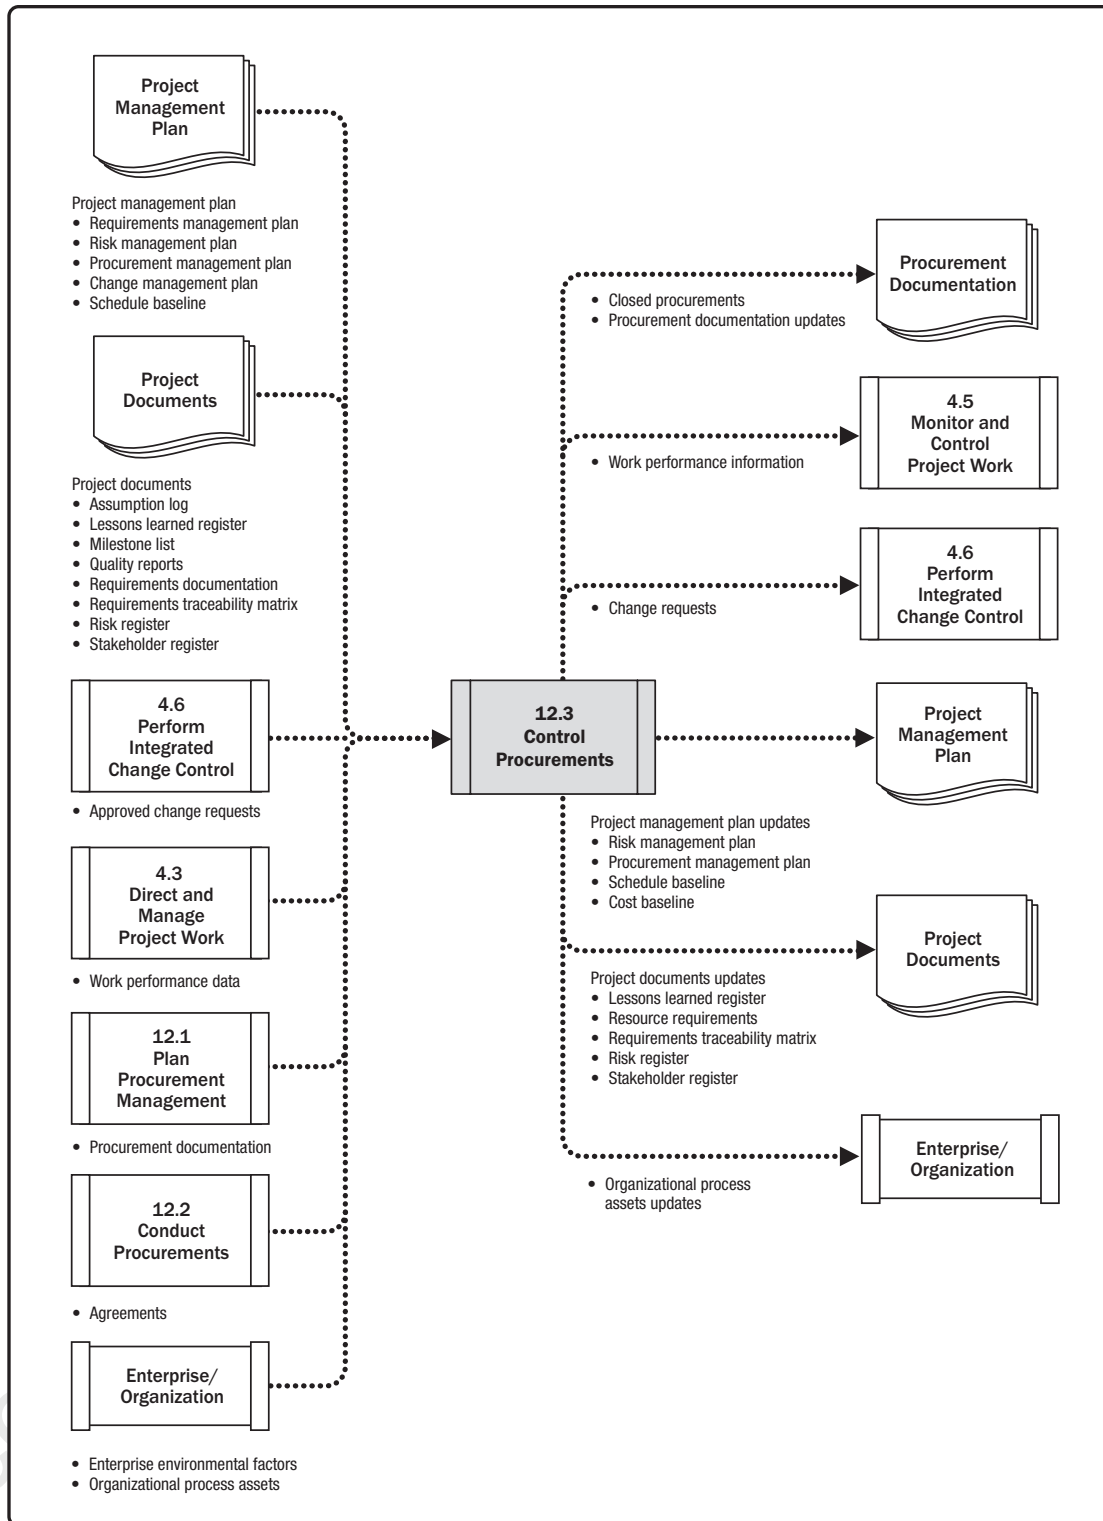 Project
Management
Plan
Project management plan
• Requirements management plan
• Risk management plan
• Procurement management plan
• Change management plan
• Schedule baseline
Project
Documents
Project documents
• Assumption log
• Lessons learned register
• Milestone list
• Quality reports
• Requirements documentation
• Requirements traceability matrix
• Risk register
• Stakeholder register
4.6
Perform
Integrated
Change Control
• Approved change requests
4.3
Direct and
Manage
Project Work
• Work performance data
12.1
Plan
Procurement
Management
• Procurement documentation
12.2
Conduct
Procurements
• Agreements
Enterprise/
Organization
• Enterprise environmental factors
• Organizational process assets
12.3
Control
Procurements
Procurement
Documentation
• Closed procurements
• Procurement documentation updates
4.5
Monitor and
Control
Project Work
• Work performance information
4.6
Perform
Integrated
Change Control
• Change requests
Project
Management
Plan
Project management plan updates
• Risk management plan
• Procurement management plan
• Schedule baseline
• Cost baseline
Project
Documents
Project documents updates
• Lessons learned register
• Resource requirements
• Requirements traceability matrix
• Risk register
• Stakeholder register
Enterprise/
Organization
• Organizational process
assets updates